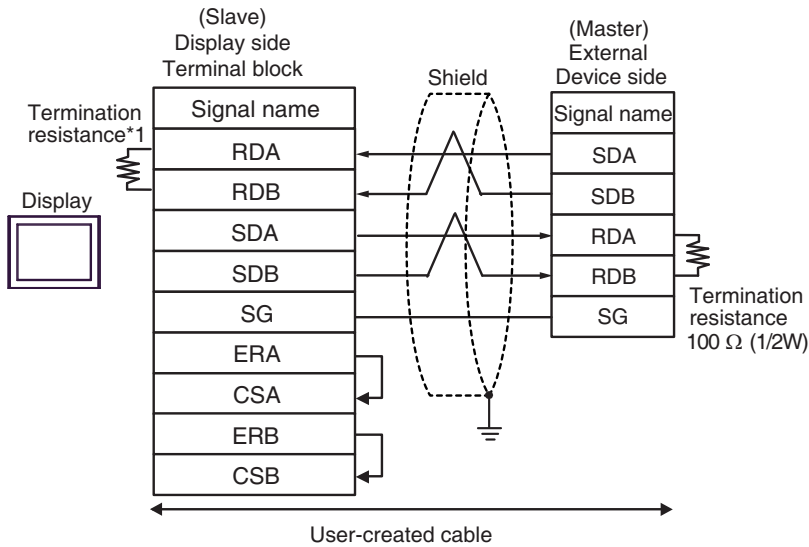 (Slave)
Display side
Terminal block
(Master)
External
Device side
Shield
Termination
resistance*1
Display
Signal name
RDA
RDB
SDA
SDB
SG
ERA
CSA
ERB
CSB
Signal name
SDA
SDB
RDA
RDB
SG
Termination
resistance
100 Ω (1/2W)
User-created cable